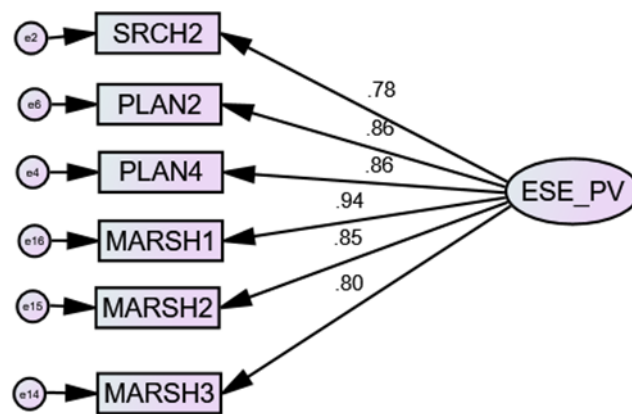 e2
SRCH2
.78
e6
PLAN2
.86
e4
PLAN4
.86
ESE_PV
.94
e16
MARSH1
.85
e15
MARSH2
.80
e14
MARSH3